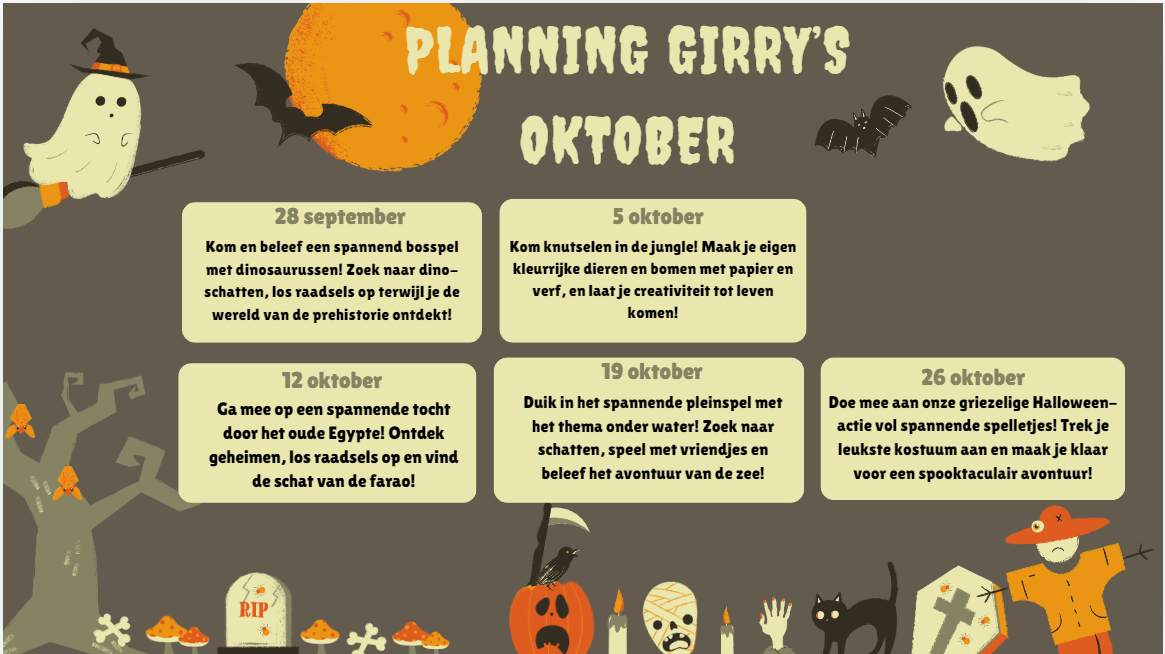 PLANNING GIRRY'S
OKTOBER
28 september
Kom en beleef een spannend bosspel
met dinosaurussen! Zoek naar dino-
schatten, los raadsels op terwijl je de
wereld van de prehistorie ontdekt!
5 oktober
Kom knutselen in de jungle! Maak je eigen
kleurrijke dieren en bomen met papier en
verf, en laat je creativiteit tot leven
komen!
12 oktober
Ga mee op een spannende tocht
door het oude Egypte! Ontdek
geheimen, los raadsels op en vind
de schat van de farao!
19 oktober
Duik in het spannende pleinspel met
het thema onder water! Zoek naar
schatten, speel met vriendjes en
beleef het avontuur van de zee!
26 oktober
Doe mee aan onze griezelige Halloween-
actie vol spannende spelletjes! Trek je
leukste kostuum aan en maak je klaar
voor een spooktaculair avontuur!
RIP